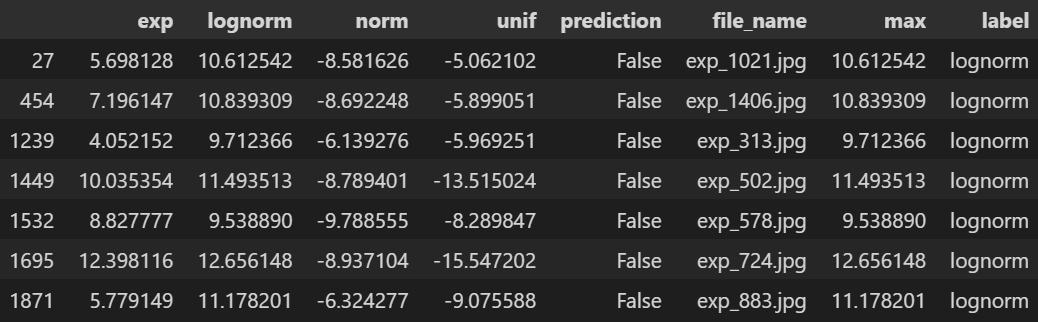 exp lognorm norm unif prediction file_name max label
27 5.698128 10.612542 -8.581626 -5.062102 False exp_1021.jpg 10.612542 lognorm
454 7.196147 10.839309 -8.692248 -5.899051 False exp_1406.jpg 10.839309 lognorm
1239 4.052152 9.712366 -6.139276 -5.969251 False exp_313.jpg 9.712366 lognorm
1449 10.035354 11.493513 -8.789401 -13.515024 False exp_502.jpg 11.493513 lognorm
1532 8.827777 9.538890 -9.788555 -8.289847 False exp_578.jpg 9.538890 lognorm
1695 12.398116 12.656148 -8.937104 -15.547202 False exp_724.jpg 12.656148 lognorm
1871 5.779149 11.178201 -6.324277 -9.075588 False exp_883.jpg 11.178201 lognorm